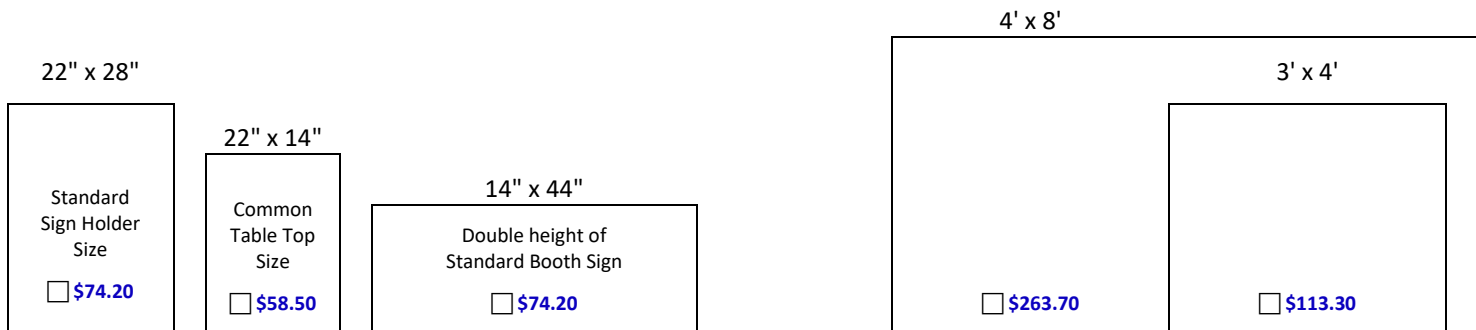 22" x 28"
Standard
Sign Holder
Size
☐ $74.20
22" x 14"
Common
Table Top
Size
☐ $58.50
14" x 44"
Double height of
Standard Booth Sign
☐ $74.20
4' x 8'
☐ $263.70
3' x 4'
☐ $113.30